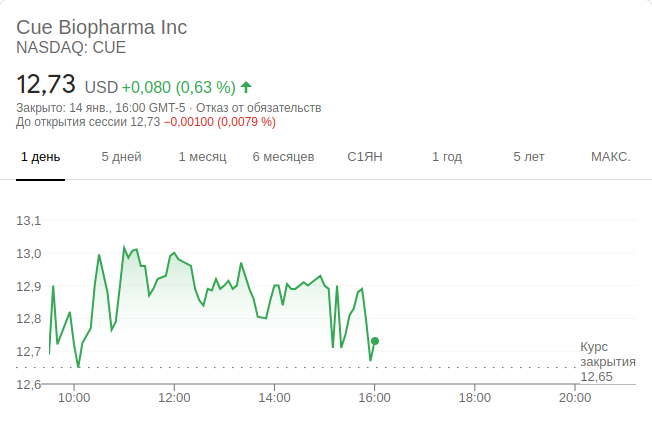 Cue Biopharma Inc
NASDAQ: CUE
12,73 USD +0,080 (0,63 %)
Закрыто: 14 янв., 16:00 GMT-5 · Отказ от обязательств
До открытия сессии 12,73 −0,00100 (0,0079 %)
1 день 5 дней 1 месяц 6 месяцев С1ЯН 1 год 5 лет МАКС.
13,1
13,0
12,9
12,8
12,7
12,6
Курс
закрытия
12,65
10:00 12:00 14:00 16:00 18:00 20:00